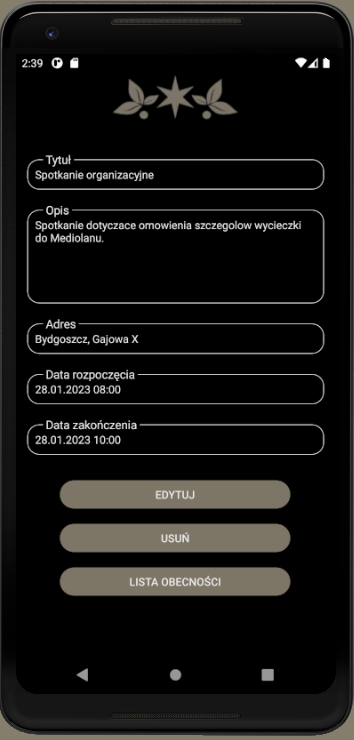 2:39
Tytuł
Spotkanie organizacyjne
Opis
Spotkanie dotyczace omowienia szczegolow wycieczki
do Mediolanu.
Adres
Bydgoszcz, Gajowa X
Data rozpoczęcia
28.01.2023 08:00
Data zakończenia
28.01.2023 10:00
EDYTUJ
USUŃ
LISTA OBECNOŚCI